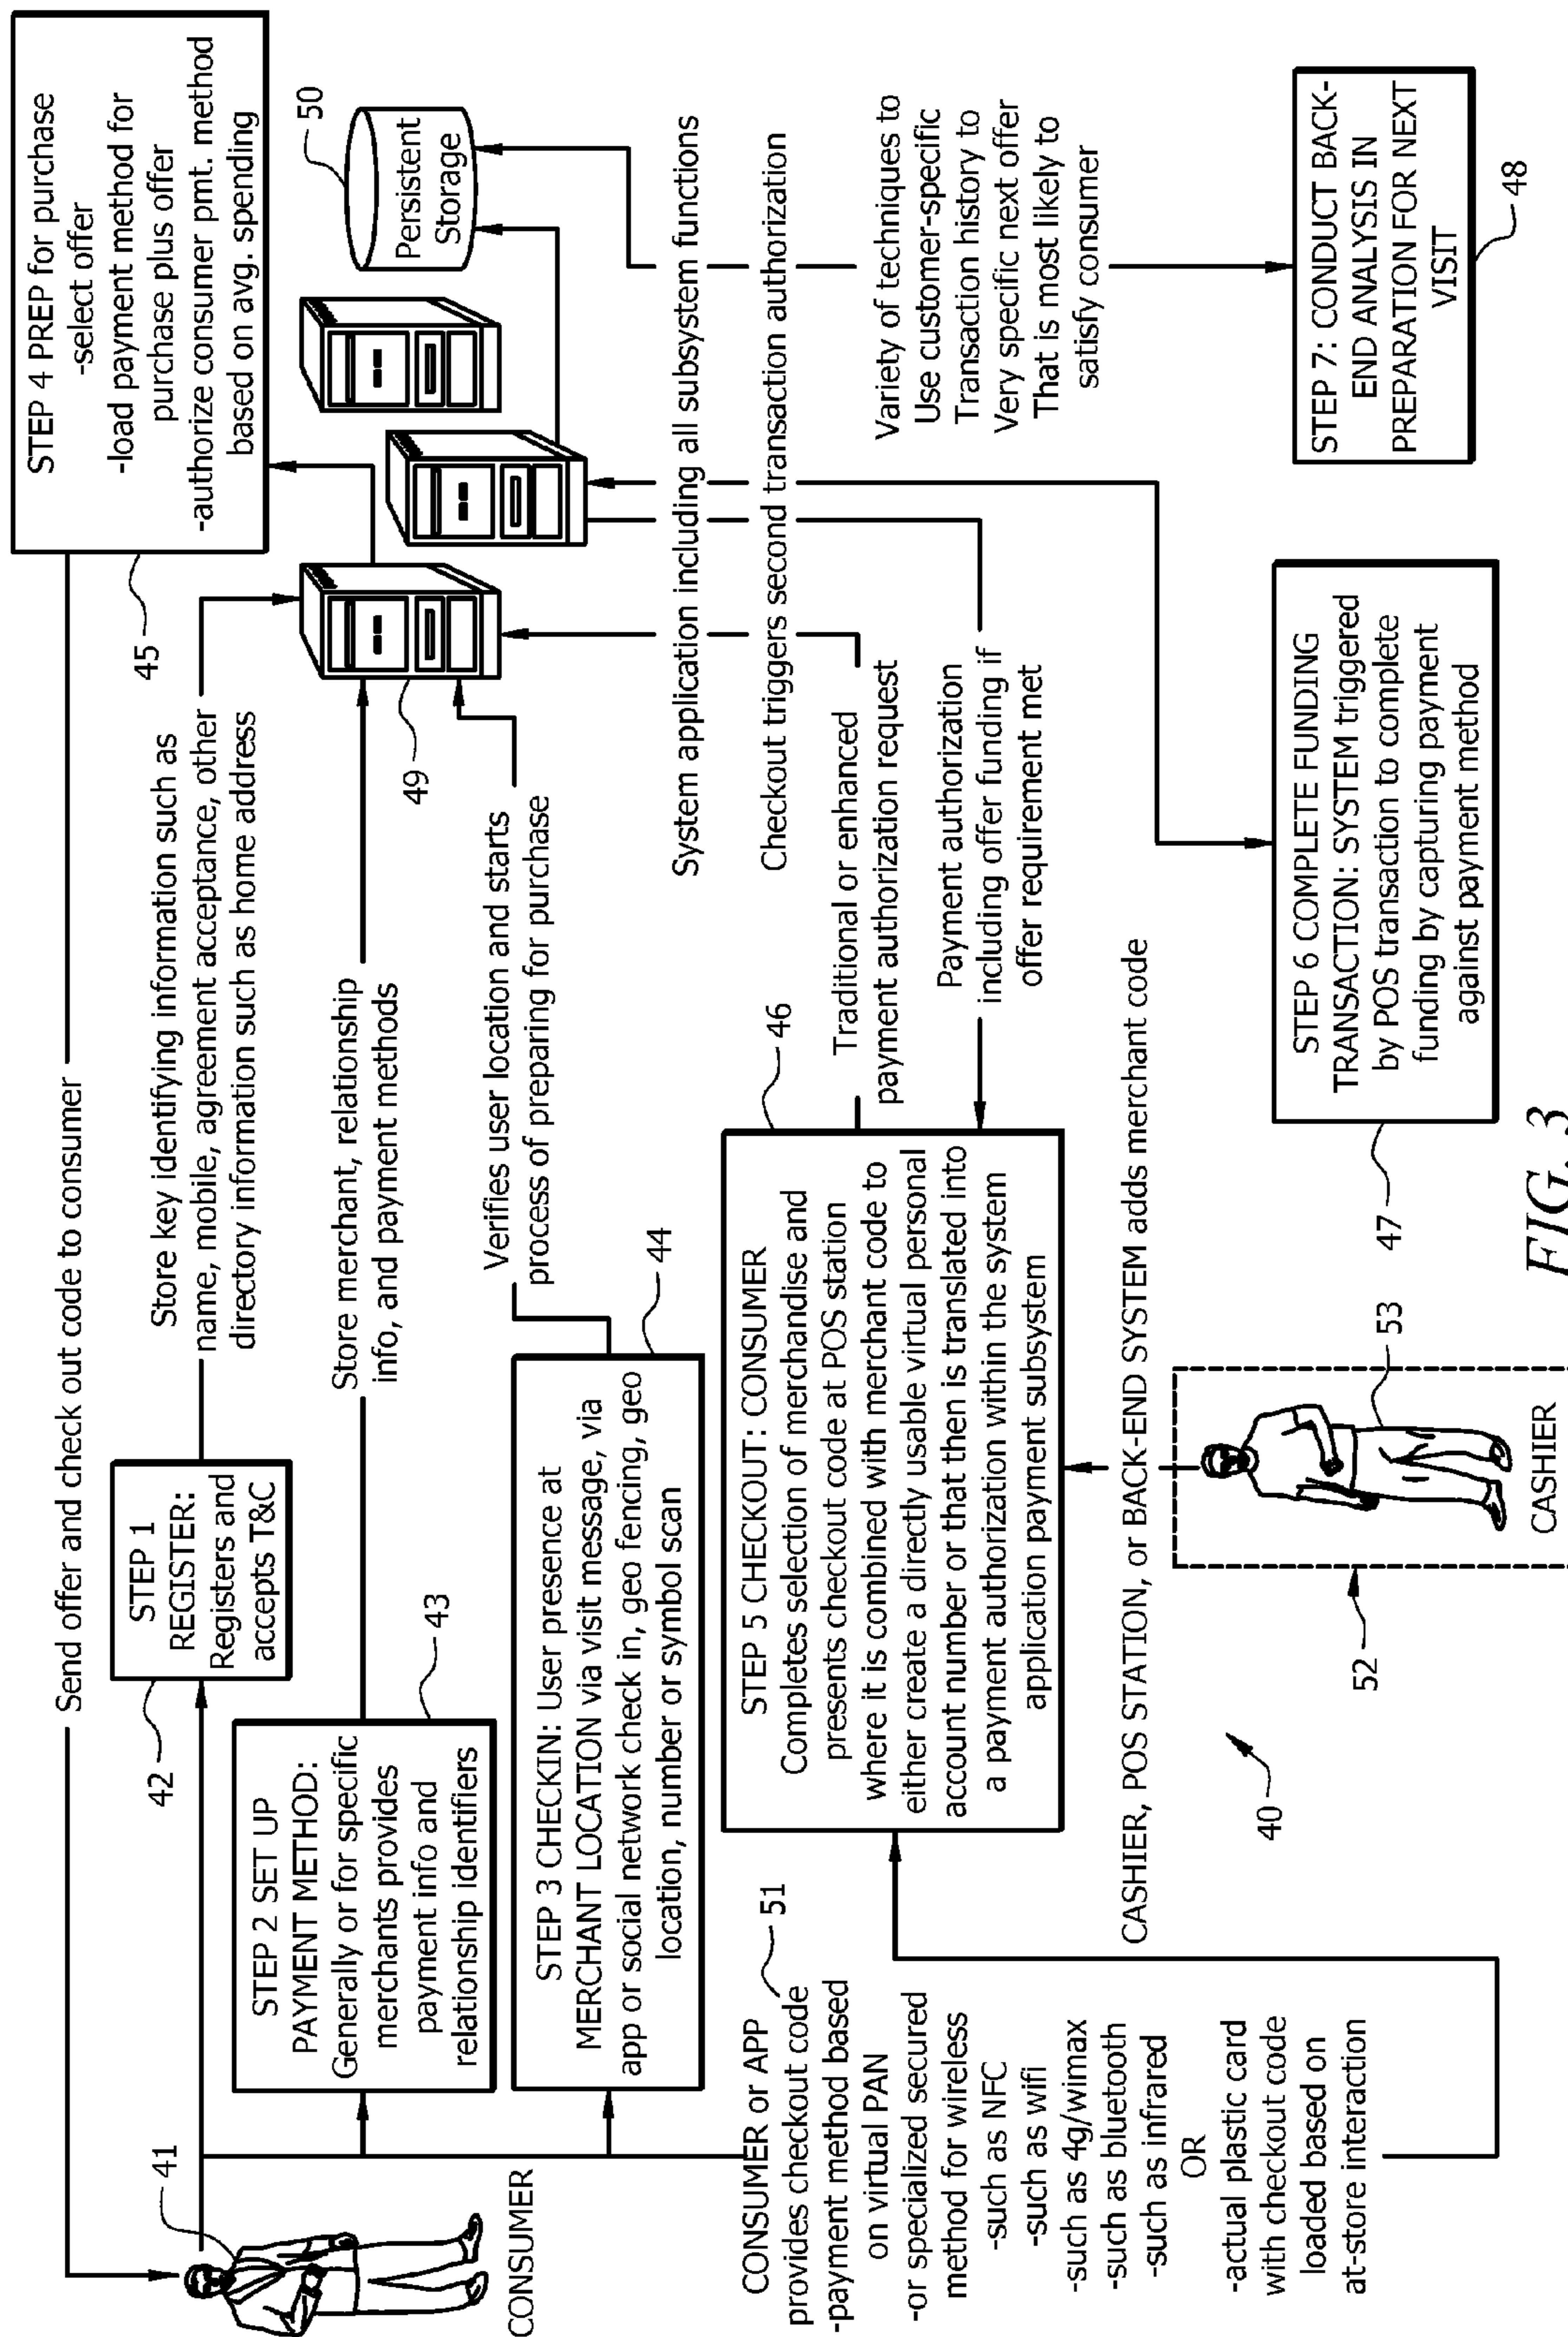 Send offer and check out code to consumer
STEP 4 PREP for purchase
-select offer
-load payment method for
purchase plus offer
-authorize consumer pmt. method
based on avg. spending
45
41
CONSUMER
42
STEP 1
REGISTER:
Registers and
accepts T&C
Store key identifying information such as
name, mobile, agreement acceptance, other
directory information such as home address
STEP 2 SET UP
PAYMENT METHOD:
Generally or for specific
merchants provides
payment info and
relationship identifiers
43
Store merchant, relationship
info, and payment methods
49
50
Persistent
Storage
STEP 3 CHECKIN: User presence at
MERCHANT LOCATION via visit message, via
app or social network check in, geo fencing, geo
location, number or symbol scan
44
Verifies user location and starts
process of preparing for purchase
System application including all subsystem functions
Checkout triggers second transaction authorization
CONSUMER or APP
provides checkout code
-payment method based
on virtual PAN
-or specialized secured
method for wireless
-such as NFC
-such as wifi
-such as 4g/wimax
-such as bluetooth
-such as infrared
OR
-actual plastic card
with checkout code
loaded based on
at-store interaction
51
STEP 5 CHECKOUT: CONSUMER
Completes selection of merchandise and
presents checkout code at POS station
where it is combined with merchant code to
either create a directly usable virtual personal
account number or that then is translated into
a payment authorization within the system
application payment subsystem
46
Traditional or enhanced
payment authorization request
Payment authorization
including offer funding if
offer requirement met
Variety of techniques to
Use customer-specific
Transaction history to
Very specific next offer
That is most likely to
satisfy consumer
CASHIER, POS STATION, or BACK-END SYSTEM adds merchant code
40
52
53
CASHIER
47
STEP 6 COMPLETE FUNDING
TRANSACTION: SYSTEM triggered
by POS transaction to complete
funding by capturing payment
against payment method
STEP 7: CONDUCT BACK-
END ANALYSIS IN
PREPARATION FOR NEXT
VISIT
48
FIG. 3